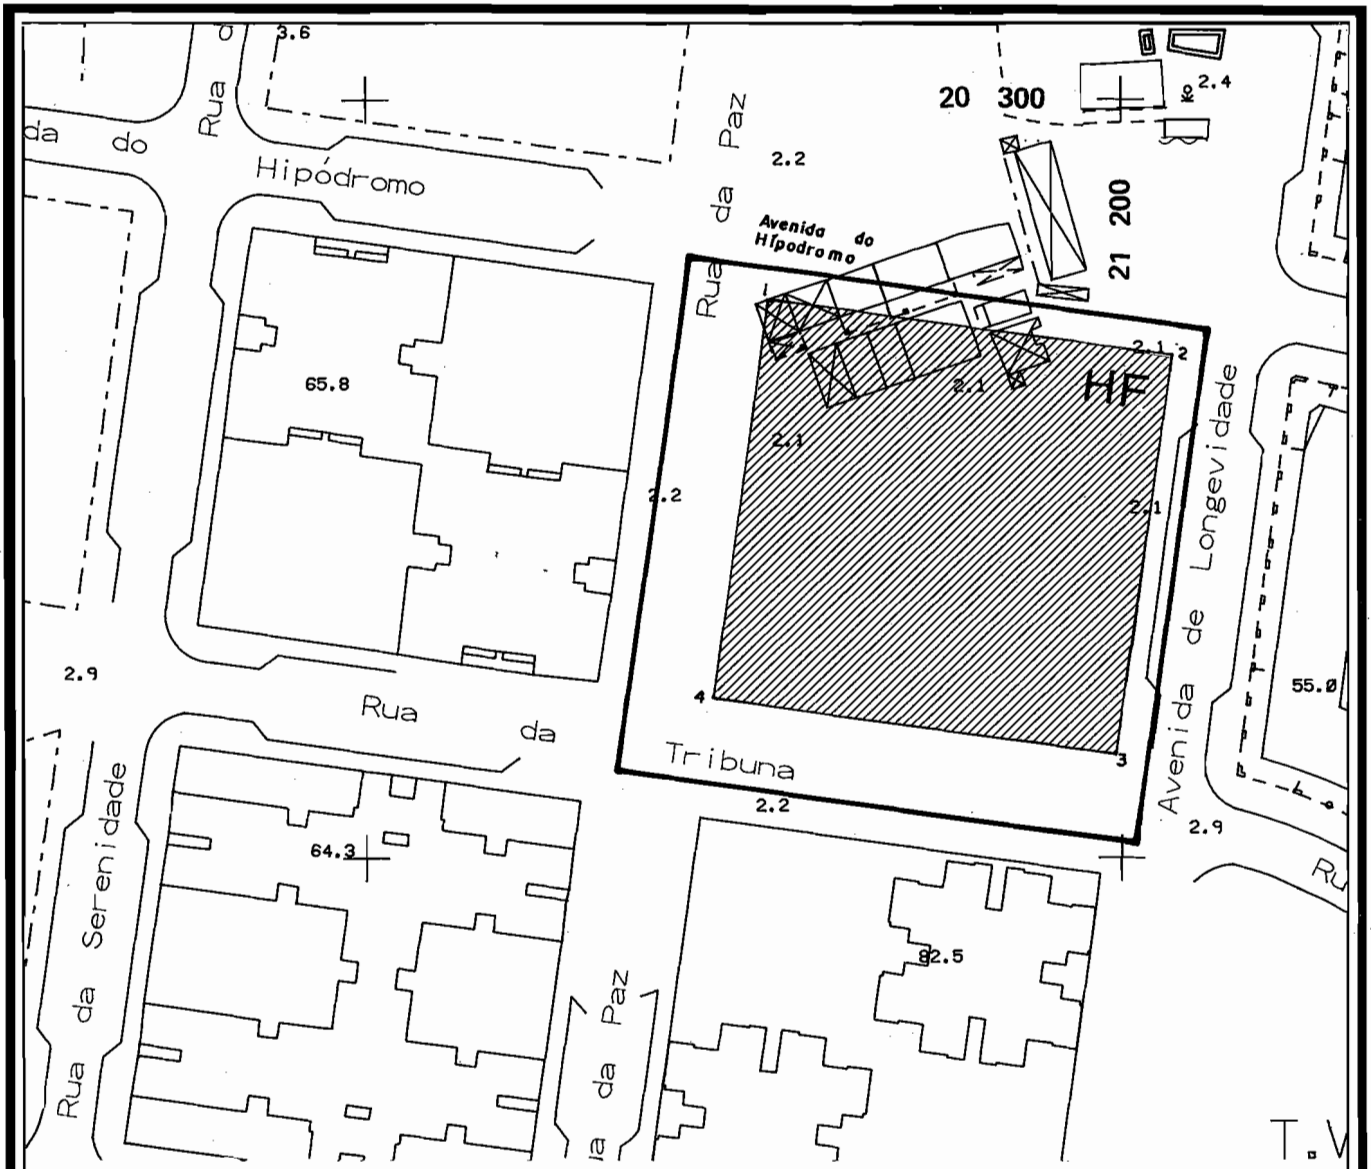 3.6
Rua d
da do
Hipódromo
Rua da Paz
2.2
20 300
2.4
21 200
Avenida do
Hípodromo
2.1 2
HF
2.1
2.1
2.1
65.8
2.2
Avenida de Longevidade
55.0
2.9
4
3
Rua da
Tribuna
2.2
2.9
Ru
Rua da Serenidade
64.3
82.5
ua da Paz
T.V